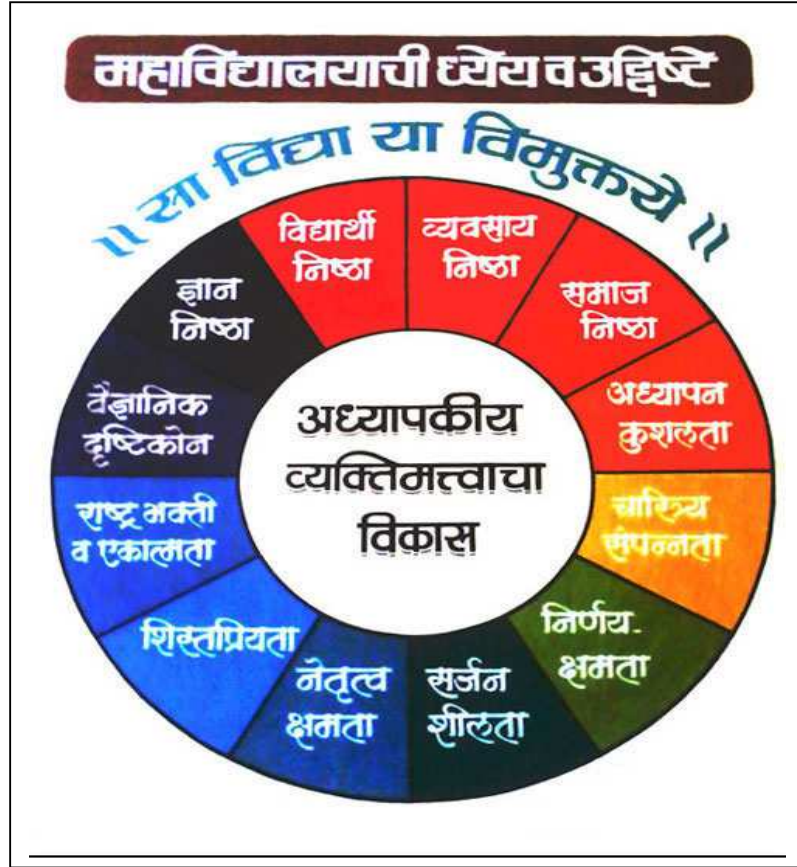 महाविद्यालयाची ध्येय व उद्दिष्टे
॥ सा विद्या या विमुक्तये ॥
विद्यार्थी
निष्ठा
व्यवसाय
निष्ठा
समाज
निष्ठा
अध्यापन
कुशलता
चारित्र्य
संपन्नता
निर्णय-
क्षमता
सर्जन
शीलता
नेतृत्व
क्षमता
शिस्तप्रियता
राष्ट्र भक्ती
व एकात्मता
वैज्ञानिक
दृष्टिकोन
ज्ञान
निष्ठा
अध्यापकीय
व्यक्तिमत्त्वाचा
विकास